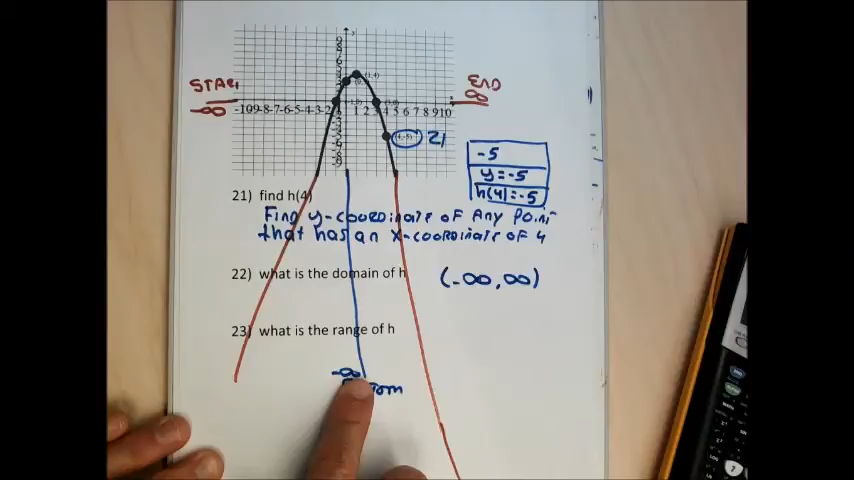 START
END
-∞
∞
-10-9-8-7-6-5-4-3-2
1 2 3 4 5 6 7 8 9 10
(1,4)
(4,-5) 21
-5
y=-5
h(4)=-5
21) find h(4)
Find y-coordinate of Any Point
that has an x-coordinate of 4
22) what is the domain of h
(-∞,∞)
23) what is the range of h
-∞